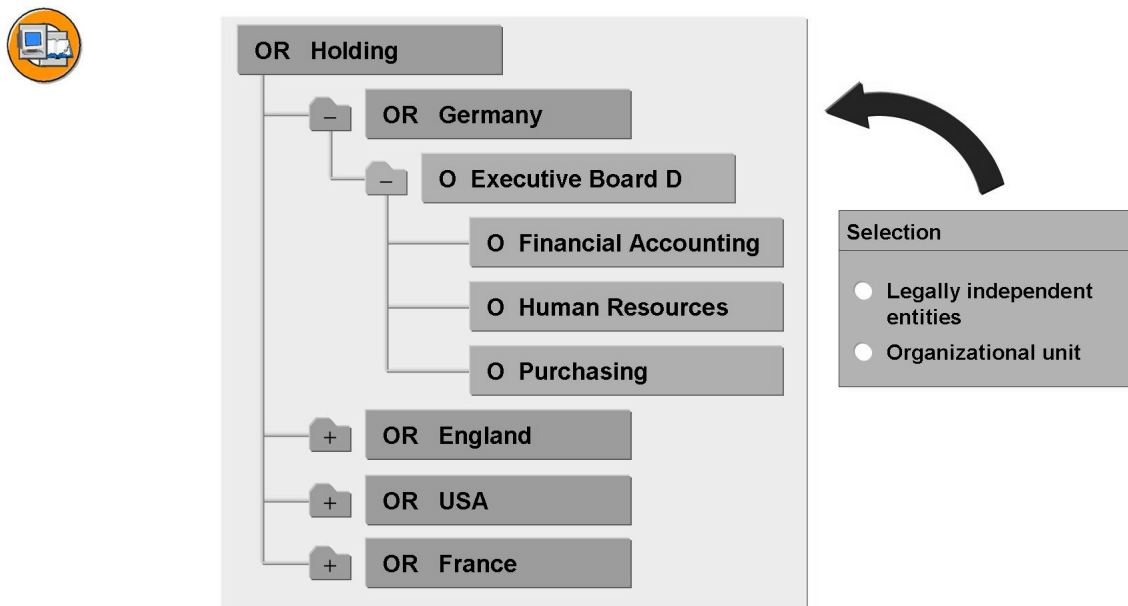 OR Holding
OR Germany
O Executive Board D
O Financial Accounting
O Human Resources
O Purchasing
OR England
OR USA
OR France
Selection
Legally independent
entities
Organizational unit